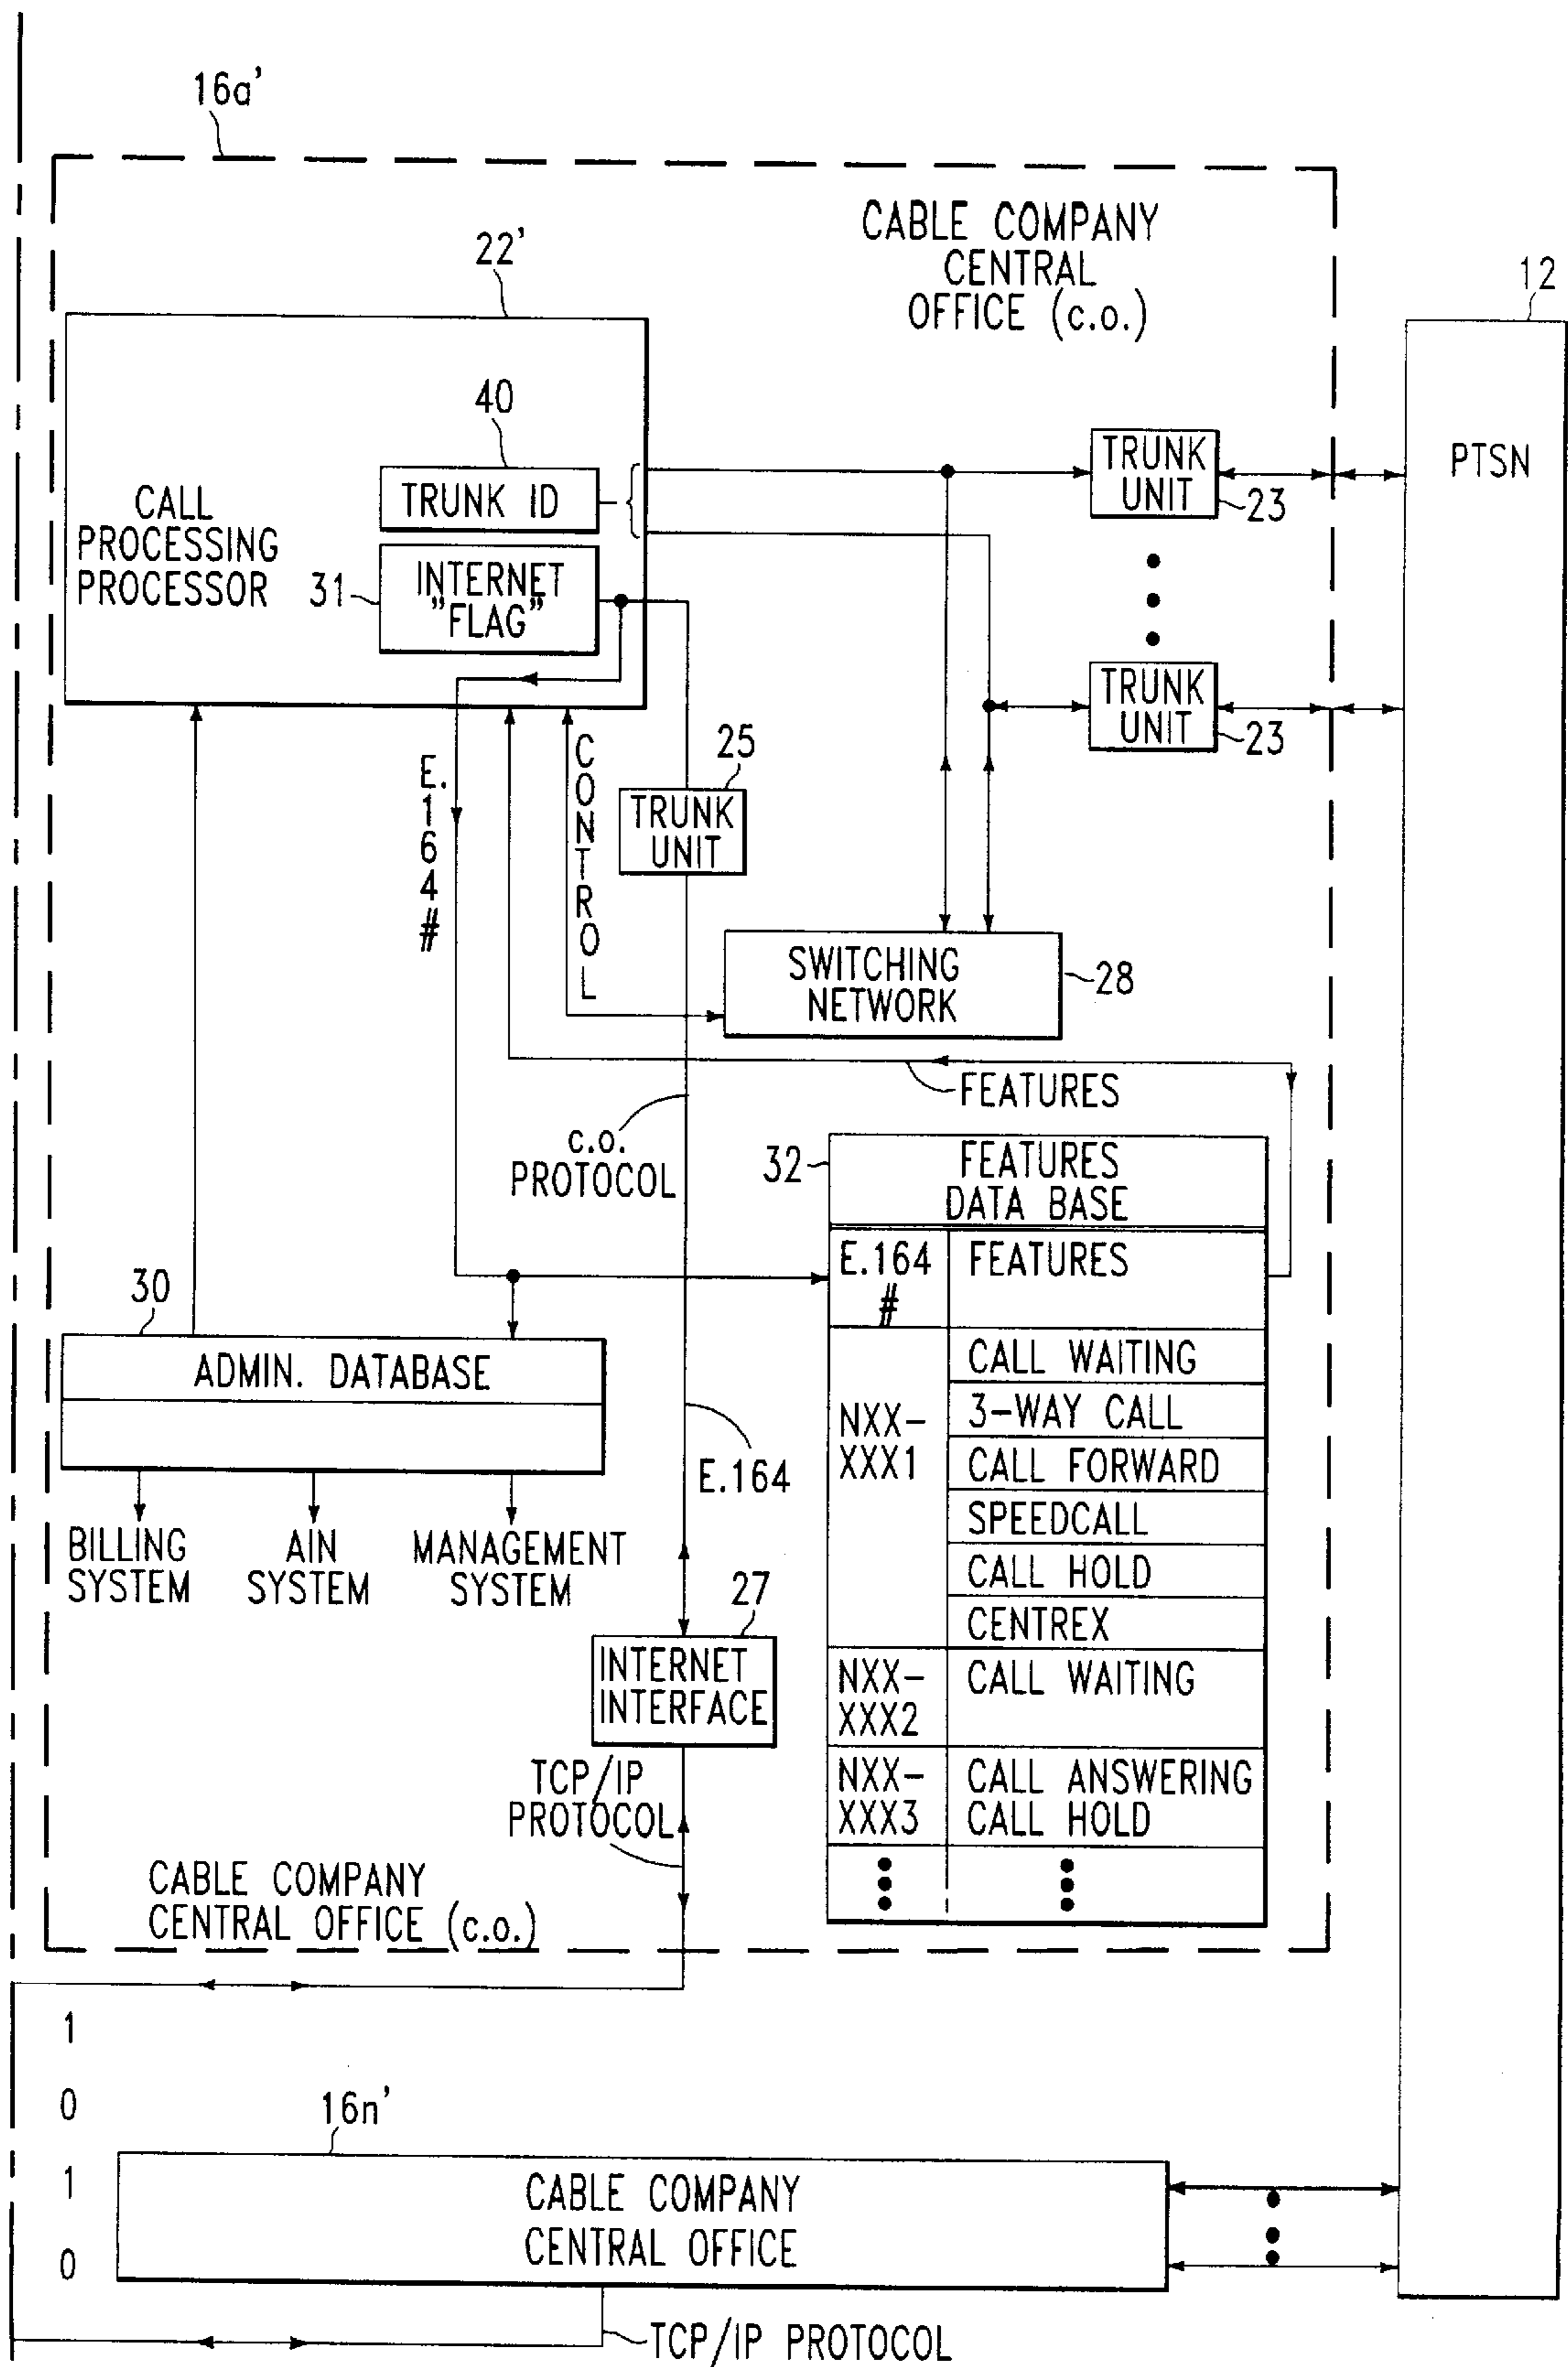 16a'
CABLE COMPANY
CENTRAL
OFFICE (c.o.)
22'
12
40
TRUNK ID
CALL
PROCESSING
PROCESSOR
31
INTERNET
"FLAG"
TRUNK
UNIT
23
PTSN
TRUNK
UNIT
23
E.164#
CONTROL
25
TRUNK
UNIT
SWITCHING
NETWORK
28
FEATURES
c.o.
PROTOCOL
32
FEATURES
DATA BASE
E.164
#
FEATURES
NXX-
XXX1
CALL WAITING
3-WAY CALL
CALL FORWARD
SPEEDCALL
CALL HOLD
CENTREX
NXX-
XXX2
CALL WAITING
NXX-
XXX3
CALL ANSWERING
CALL HOLD
30
ADMIN. DATABASE
BILLING
SYSTEM
AIN
SYSTEM
MANAGEMENT
SYSTEM
E.164
27
INTERNET
INTERFACE
TCP/IP
PROTOCOL
CABLE COMPANY
CENTRAL OFFICE (c.o.)
1
0
1
0
16n'
CABLE COMPANY
CENTRAL OFFICE
TCP/IP PROTOCOL